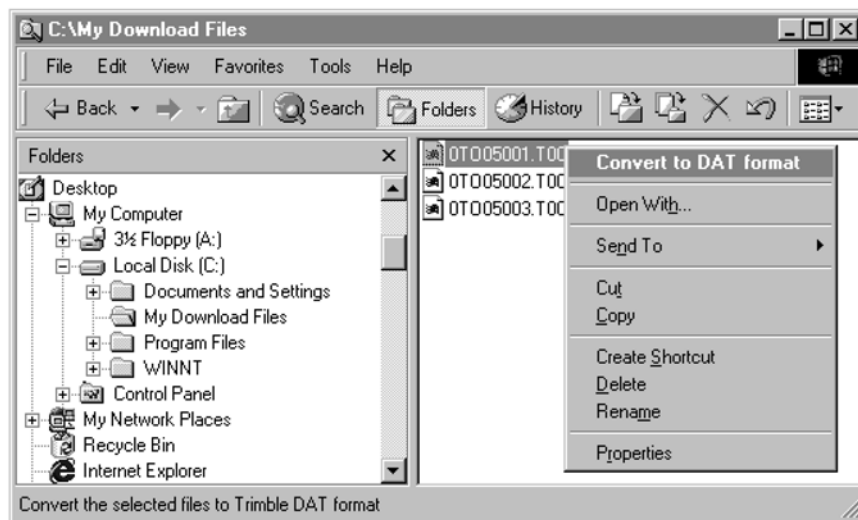 C:\My Download Files
File Edit View Favorites Tools Help
Back Search Folders History
Folders
Desktop
My Computer
3½ Floppy (A:)
Local Disk (C:)
Documents and Settings
My Download Files
Program Files
WINNT
Control Panel
My Network Places
Recycle Bin
Internet Explorer
0TO05001.T00
0TO05002.T00
0TO05003.T00
Convert to DAT format
Open With...
Send To
Cut
Copy
Create Shortcut
Delete
Rename
Properties
Convert the selected files to Trimble DAT format